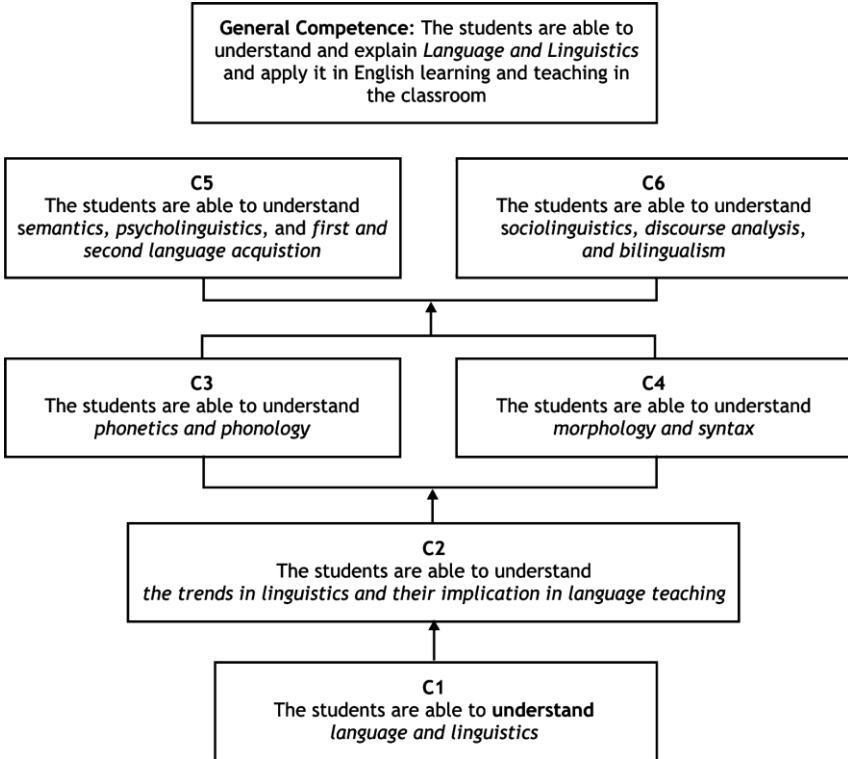 General Competence: The students are able to
understand and explain Language and Linguistics
and apply it in English learning and teaching in
the classroom
C5
The students are able to understand
semantics, psycholinguistics, and first and
second language acquistion
C6
The students are able to understand
sociolinguistics, discourse analysis,
and bilingualism
C3
The students are able to understand
phonetics and phonology
C4
The students are able to understand
morphology and syntax
C2
The students are able to understand
the trends in linguistics and their implication in language teaching
C1
The students are able to understand
language and linguistics